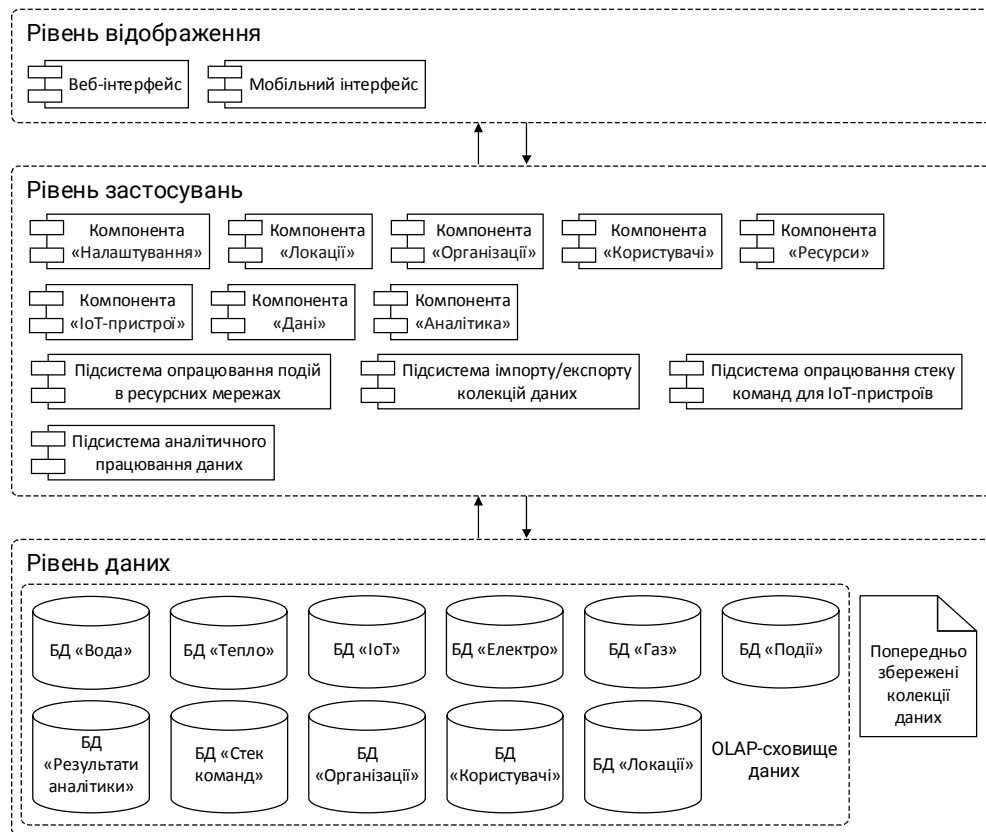 Рівень відображення
Веб-інтерфейс
Мобільний інтерфейс
Рівень застосувань
Компонента
«Налаштування»
Компонента
«Локації»
Компонента
«Організації»
Компонента
«Користувачі»
Компонента
«Ресурси»
Компонента
«IoT-пристрої»
Компонента
«Дані»
Компонента
«Аналітика»
Підсистема опрацювання подій
в ресурсних мережах
Підсистема імпорту/експорту
колекцій даних
Підсистема опрацювання стеку
команд для IoT-пристроїв
Підсистема аналітичного
працювання даних
Рівень даних
БД «Вода»
БД «Тепло»
БД «IoT»
БД «Електро»
БД «Газ»
БД «Події»
Попередньо
збережені
колекції
даних
БД
«Результати
аналітики»
БД «Стек
команд»
БД
«Організації»
БД
«Користувачі»
БД «Локації»
OLAP-сховище
даних